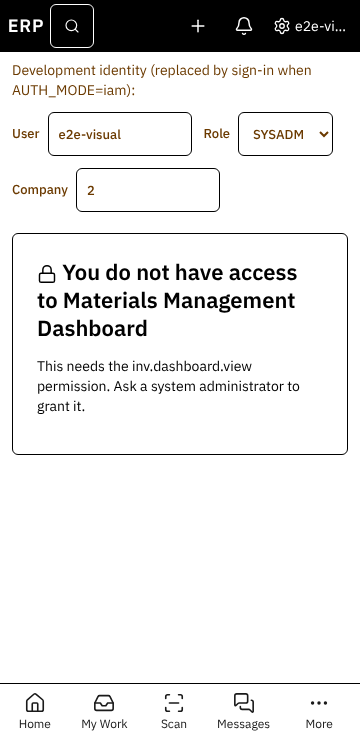 ERP
e2e-vi...
Development identity (replaced by sign-in when
AUTH_MODE=iam):
User e2e-visual Role SYSADM
Company 2
You do not have access
to Materials Management
Dashboard
This needs the inv.dashboard.view
permission. Ask a system administrator to
grant it.
Home My Work Scan Messages More